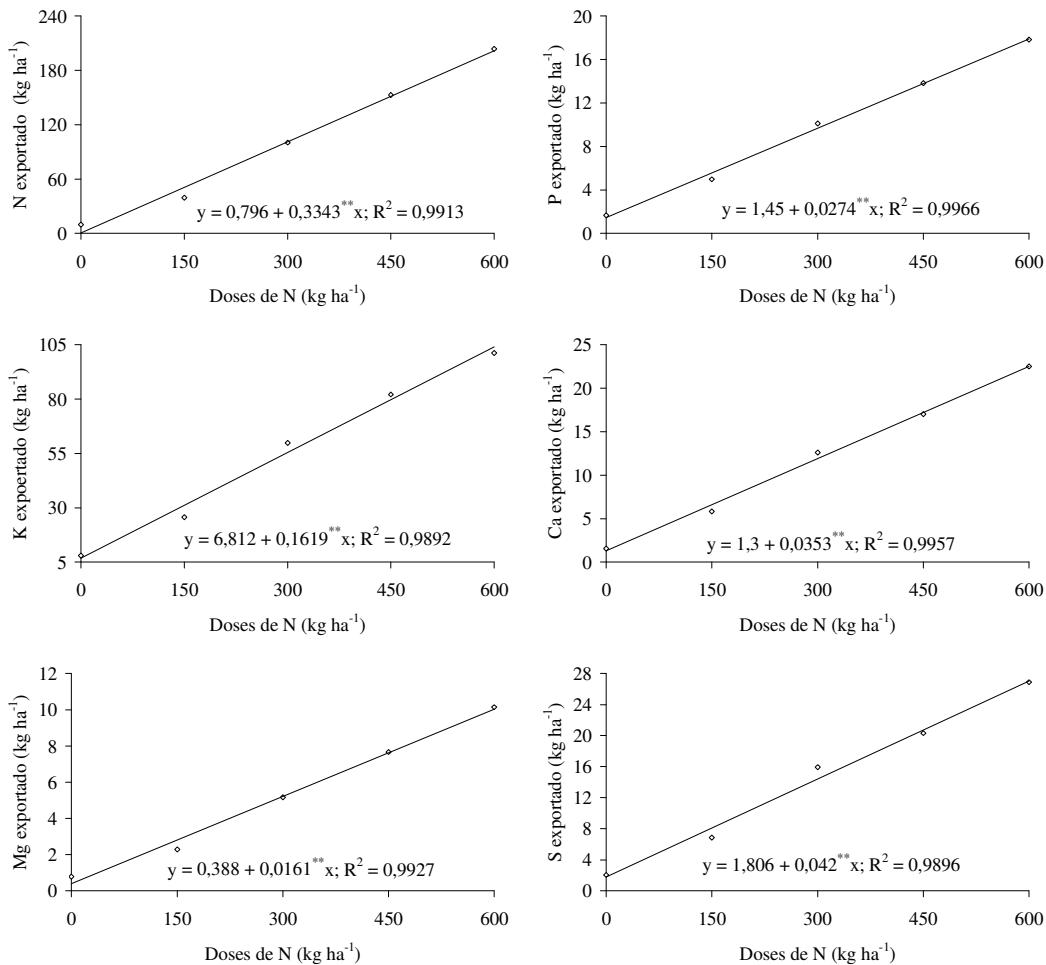 N exportado (kg ha-1)
240
180
120
60
0
y = 0,796 + 0,3343**x; R2 = 0,9913
0 150 300 450 600
Doses de N (kg ha-1)
P exportado (kg ha-1)
20
16
12
8
4
0
y = 1,45 + 0,0274**x; R2 = 0,9966
0 150 300 450 600
Doses de N (kg ha-1)
K expoertado (kg ha-1)
105
80
55
30
5
y = 6,812 + 0,1619**x; R2 = 0,9892
0 150 300 450 600
Doses de N (kg ha-1)
Ca exportado (kg ha-1)
25
20
15
10
5
0
y = 1,3 + 0,0353**x; R2 = 0,9957
0 150 300 450 600
Doses de N (kg ha-1)
Mg exportado (kg ha-1)
12
10
8
6
4
2
0
y = 0,388 + 0,0161**x; R2 = 0,9927
0 150 300 450 600
Doses de N (kg ha-1)
S exportado (kg ha-1)
28
24
20
16
12
8
4
0
y = 1,806 + 0,042**x; R2 = 0,9896
0 150 300 450 600
Doses de N (kg ha-1)